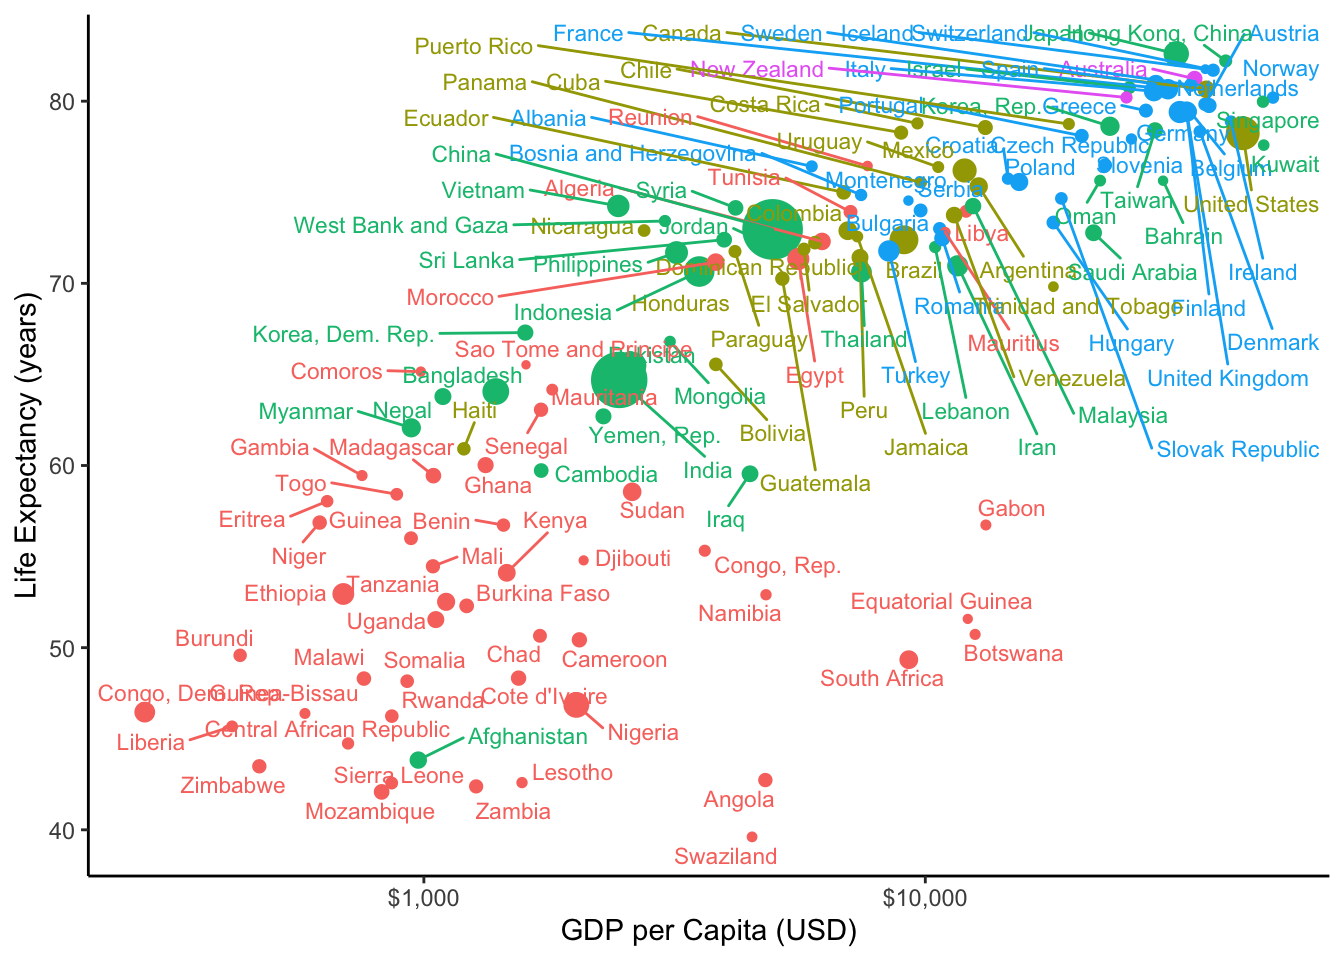 France
Canada
Sweden
Iceland
Switzerland
Japan
Hong Kong, China
Austria
Puerto Rico
Chile
New Zealand
Italy
Israel
Spain
Australia
Norway
Panama
Cuba
Netherlands
Costa Rica
Portugal
Korea, Rep.
Greece
Ecuador
Albania
Reunion
Singapore
Uruguay
Mexico
Croatia
Czech Republic
Germany
China
Bosnia and Herzegovina
Poland
Slovenia
Belgium
Kuwait
Vietnam
Algeria
Syria
Tunisia
Montenegro
Serbia
Taiwan
United States
West Bank and Gaza
Nicaragua
Jordan
Colombia
Bulgaria
Libya
Oman
Bahrain
Sri Lanka
Philippines
Dominican Republic
Brazil
Argentina
Saudi Arabia
Ireland
Morocco
Indonesia
Honduras
El Salvador
Romania
Trinidad and Tobago
Finland
Korea, Dem. Rep.
Paraguay
Thailand
Mauritius
Hungary
Denmark
Sao Tome and Principe
Comoros
Bangladesh
Egypt
Turkey
Venezuela
United Kingdom
Mongolia
Myanmar
Nepal
Haiti
Mauritania
Peru
Lebanon
Malaysia
Gambia
Madagascar
Senegal
Yemen, Rep.
Bolivia
Jamaica
Iran
Slovak Republic
Togo
Ghana
Cambodia
India
Guatemala
Eritrea
Guinea
Benin
Kenya
Sudan
Iraq
Gabon
Niger
Mali
Djibouti
Congo, Rep.
Ethiopia
Tanzania
Burkina Faso
Namibia
Equatorial Guinea
Uganda
Burundi
Malawi
Somalia
Chad
Cameroon
Botswana
South Africa
Congo, Dem. Rep.
Guinea-Bissau
Rwanda
Cote d'Ivoire
Liberia
Central African Republic
Afghanistan
Nigeria
Zimbabwe
Sierra Leone
Lesotho
Mozambique
Zambia
Angola
Swaziland
80
70
60
50
40
Life Expectancy (years)
$1,000
$10,000
GDP per Capita (USD)